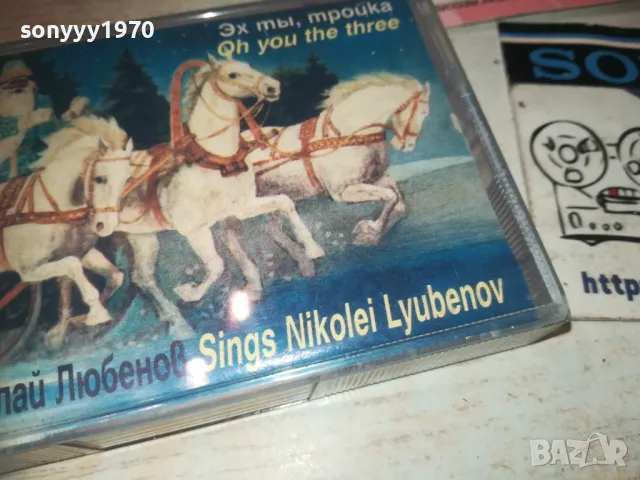 sonyyy1970
Эх ты, тройка
Oh you the three
SO
http
лай Любенов Sings Nikolei Lyubenov
BAZAR